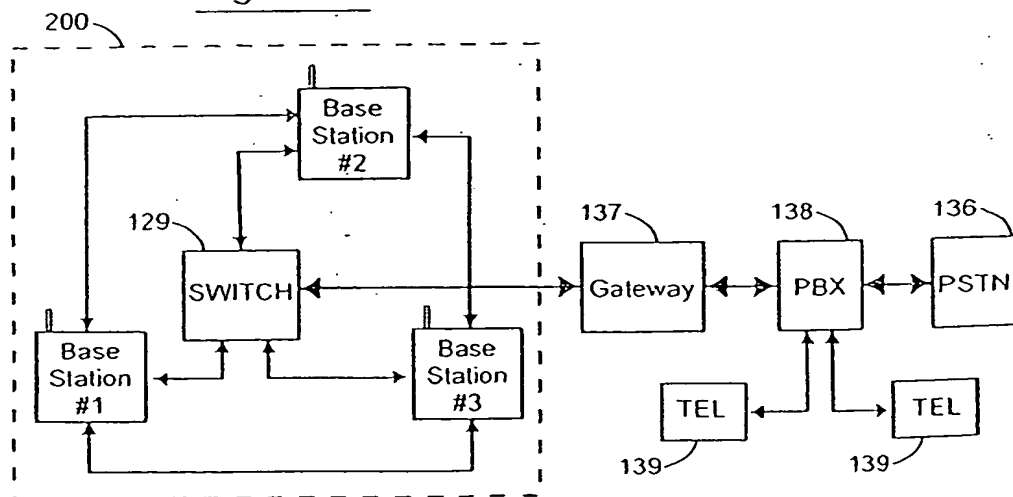 200
Base
Station
#2
129
SWITCH
137
138
136
Gateway
PBX
PSTN
Base
Station
#1
Base
Station
#3
TEL
TEL
139
139